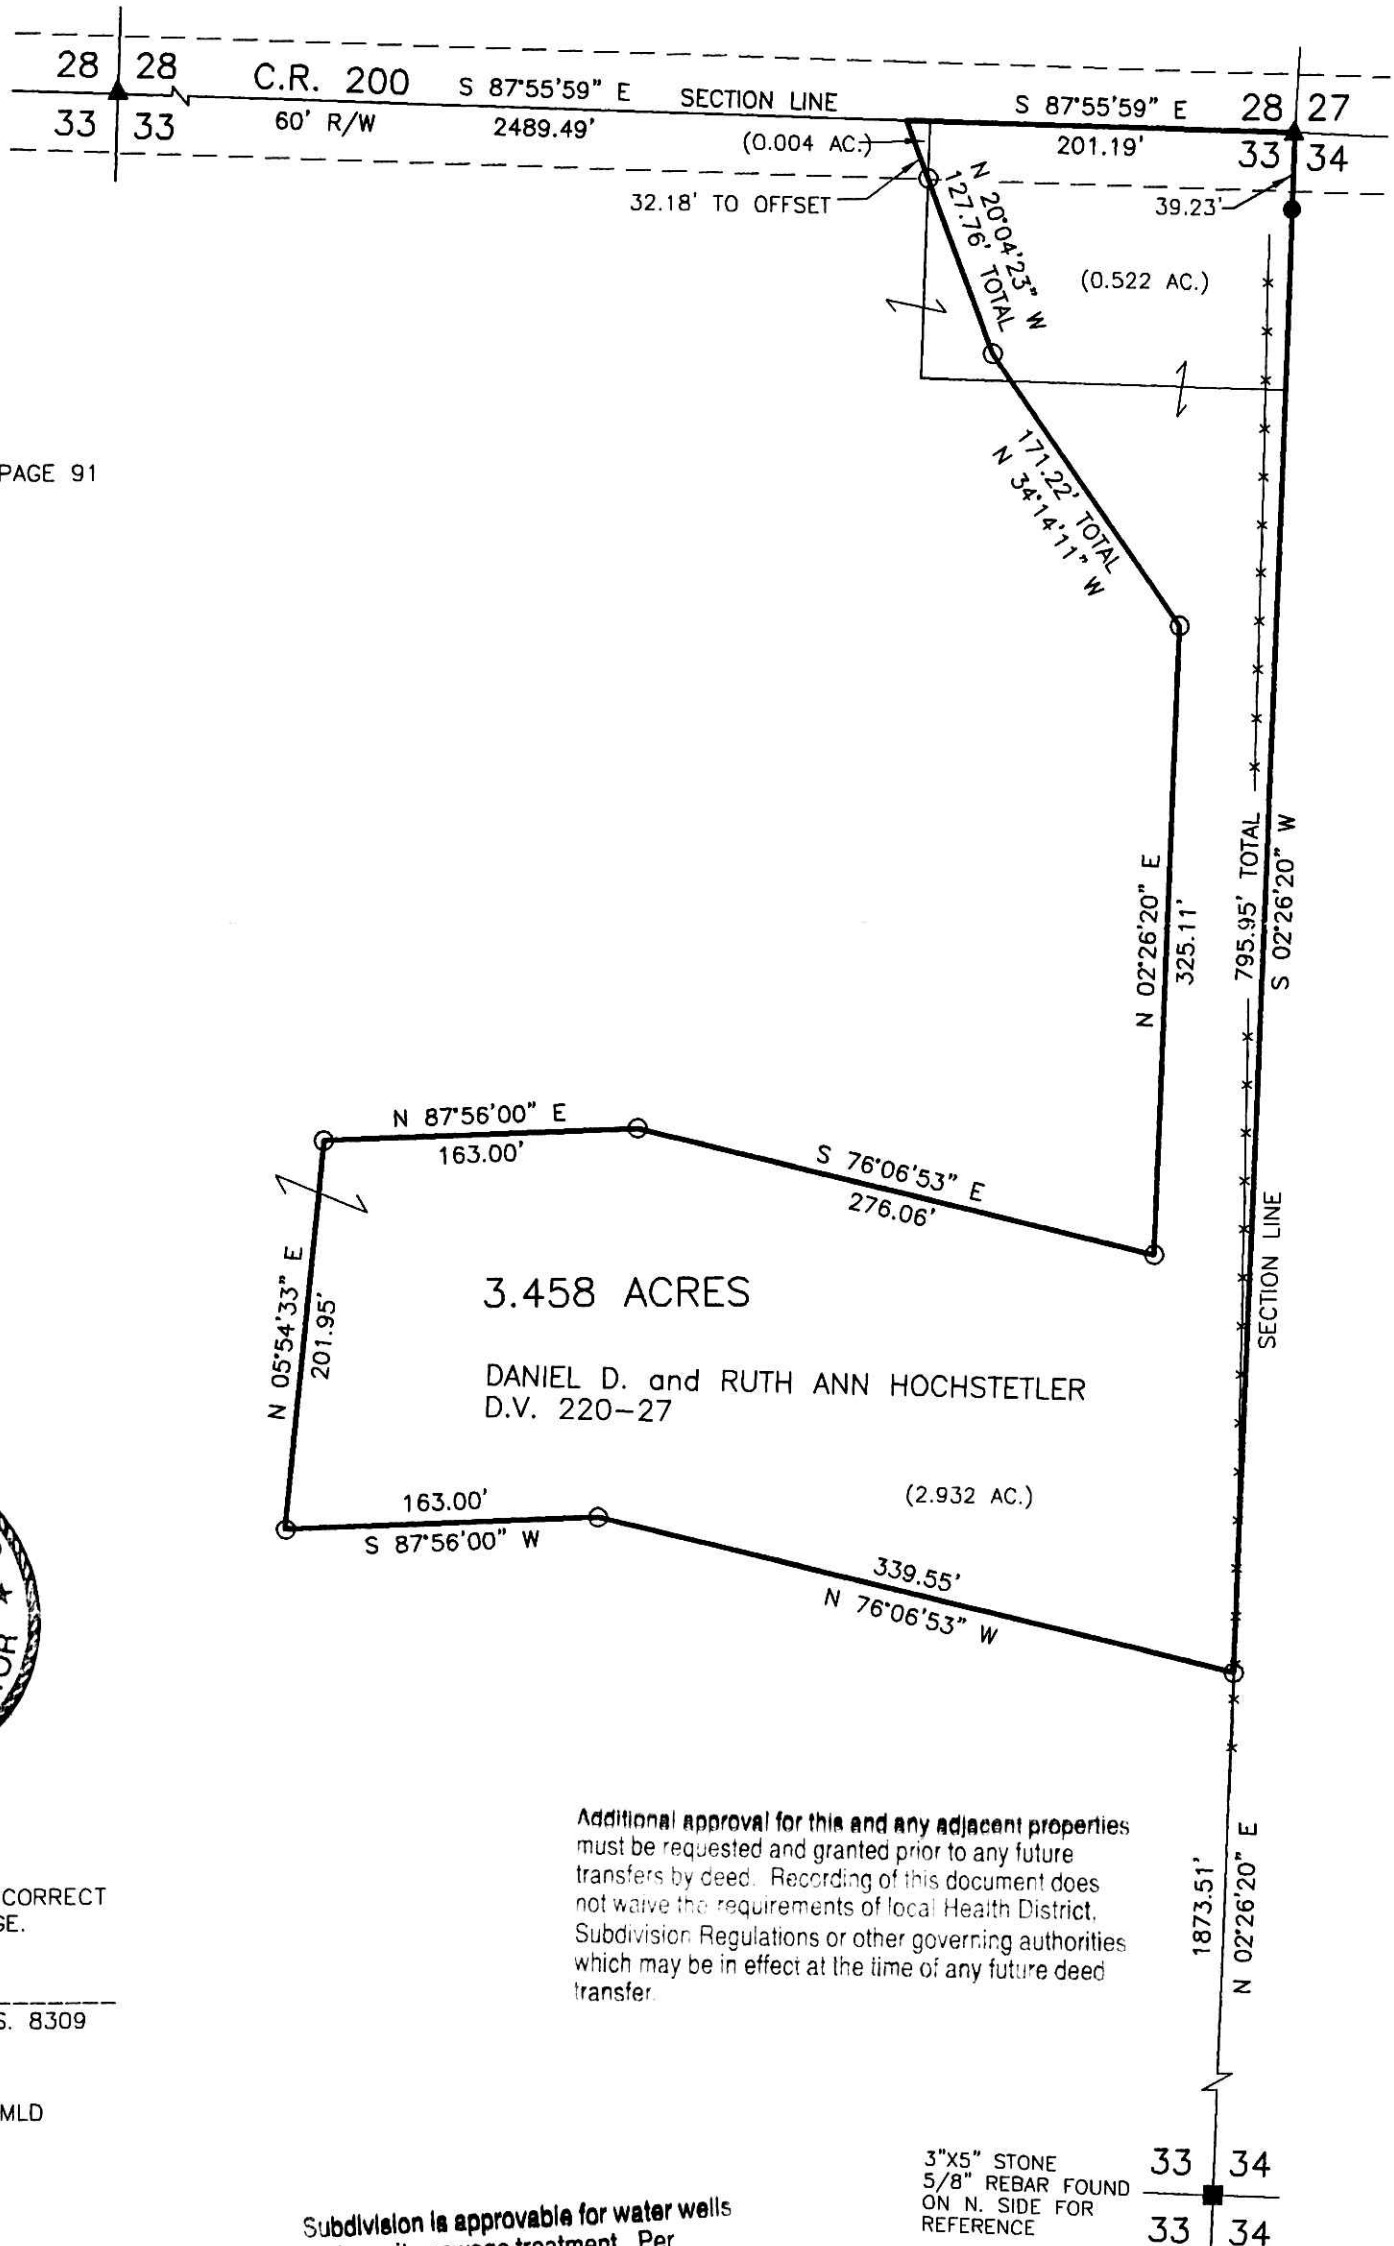 28 28
33 33
C.R. 200
60' R/W
S 87°55'59" E
2489.49'
SECTION LINE
(0.004 AC.)
32.18' TO OFFSET
S 87°55'59" E
201.19'
28 27
33 34
39.23'
N 20°04'23" W
127.76' TOTAL
(0.522 AC.)
PAGE 91
171.22' TOTAL
N 34°14'11" W
N 02°26'20" E
325.11'
795.95' TOTAL
S 02°26'20" W
N 87°56'00" E
163.00'
S 76°06'53" E
276.06'
SECTION LINE
N 05°54'33" E
201.95'
3.458 ACRES
DANIEL D. and RUTH ANN HOCHSTETLER
D.V. 220-27
(2.932 AC.)
163.00'
S 87°56'00" W
339.55'
N 76°06'53" W
Additional approval for this and any adjacent properties
must be requested and granted prior to any future
transfers by deed. Recording of this document does
not waive the requirements of local Health District,
Subdivision Regulations or other governing authorities
which may be in effect at the time of any future deed
transfer.
1873.51'
N 02°26'20" E
CORRECT
8309
MLD
3"X5" STONE
5/8" REBAR FOUND
ON N. SIDE FOR
REFERENCE
33 34
33 34
Subdivision is approvable for water wells
sewage treatment. Per